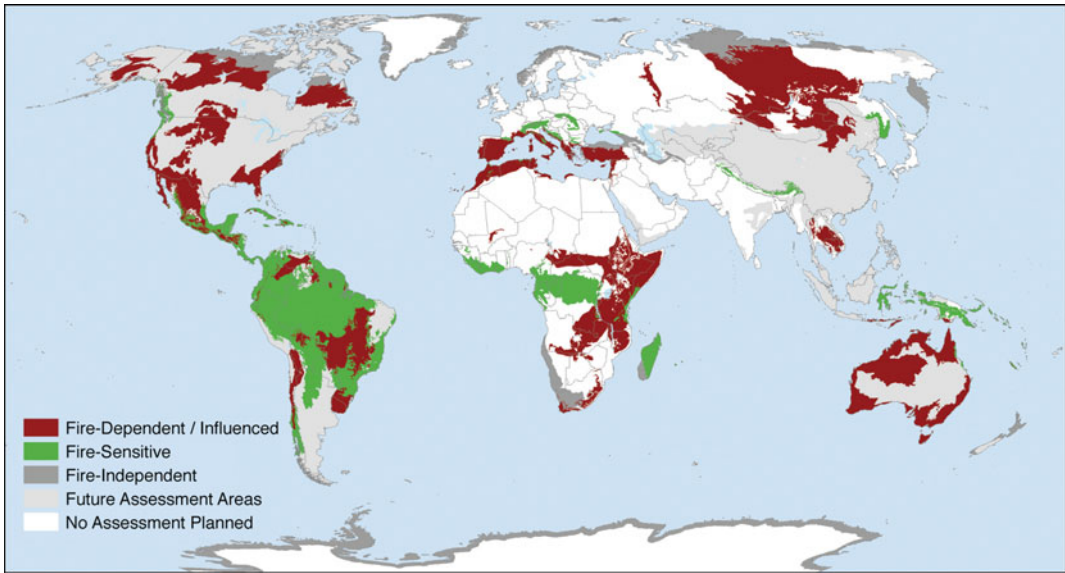 Fire-Dependent / Influenced
Fire-Sensitive
Fire-Independent
Future Assessment Areas
No Assessment Planned